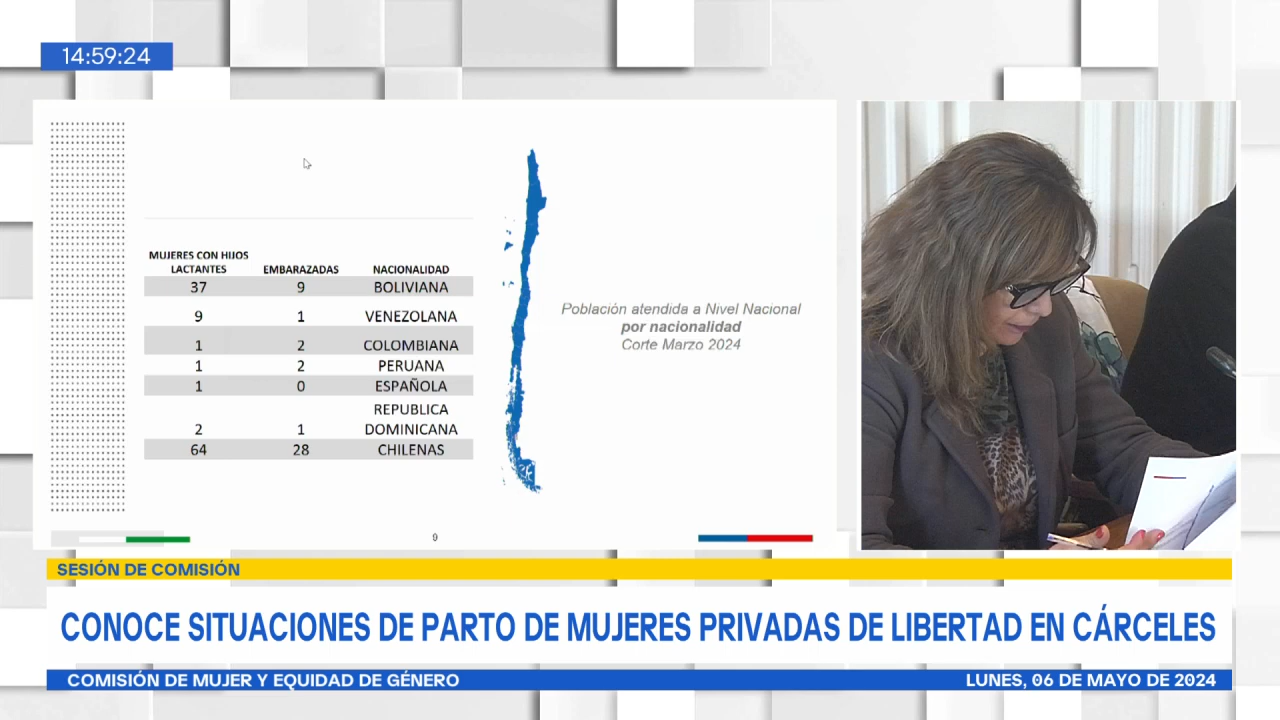 14:59:24
MUJERES CON HIJOS
LACTANTES EMBARAZADAS NACIONALIDAD
37 9 BOLIVIANA
9 1 VENEZOLANA
1 2 COLOMBIANA
1 2 PERUANA
1 0 ESPAÑOLA
REPUBLICA
2 1 DOMINICANA
64 28 CHILENAS
Población atendida a Nivel Nacional
por nacionalidad
Corte Marzo 2024
9
SESIÓN DE COMISIÓN
CONOCE SITUACIONES DE PARTO DE MUJERES PRIVADAS DE LIBERTAD EN CÁRCELES
COMISIÓN DE MUJER Y EQUIDAD DE GÉNERO LUNES, 06 DE MAYO DE 2024